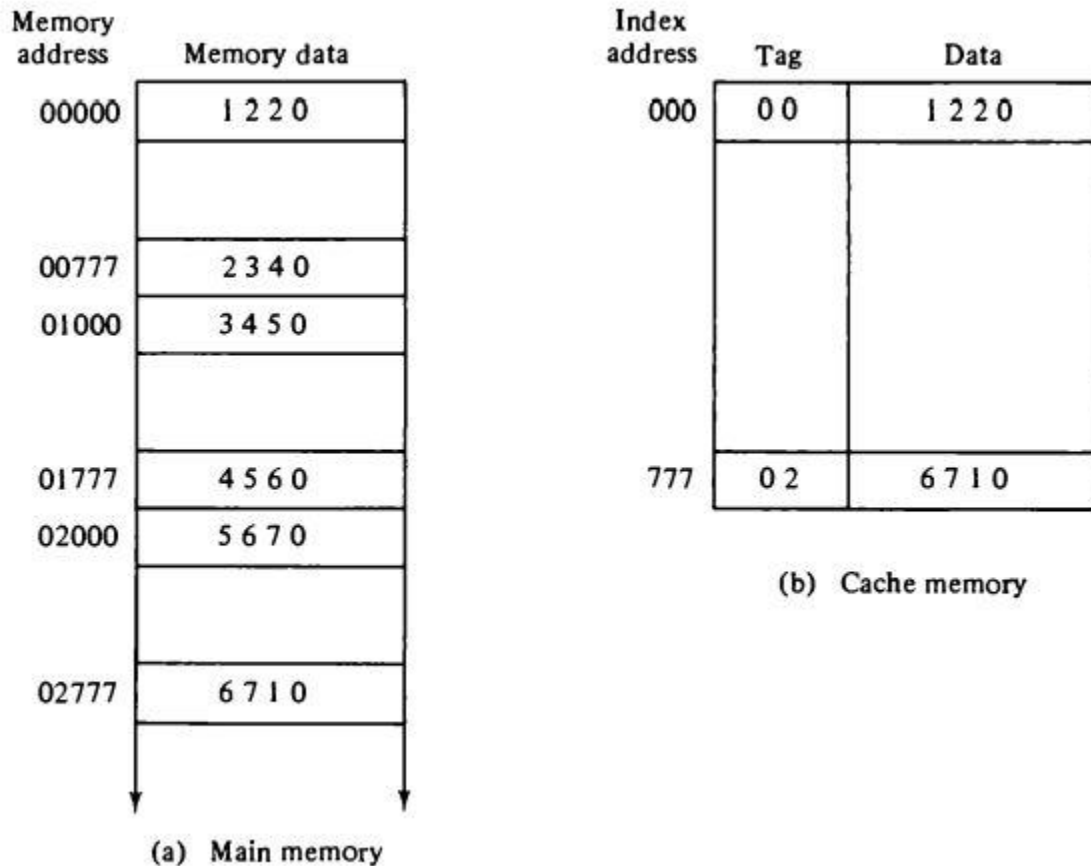 Memory
address
Memory data
00000
1 2 2 0
00777
2 3 4 0
01000
3 4 5 0
01777
4 5 6 0
02000
5 6 7 0
02777
6 7 1 0
(a) Main memory
Index
address
Tag
Data
000
0 0
1 2 2 0
777
0 2
6 7 1 0
(b) Cache memory